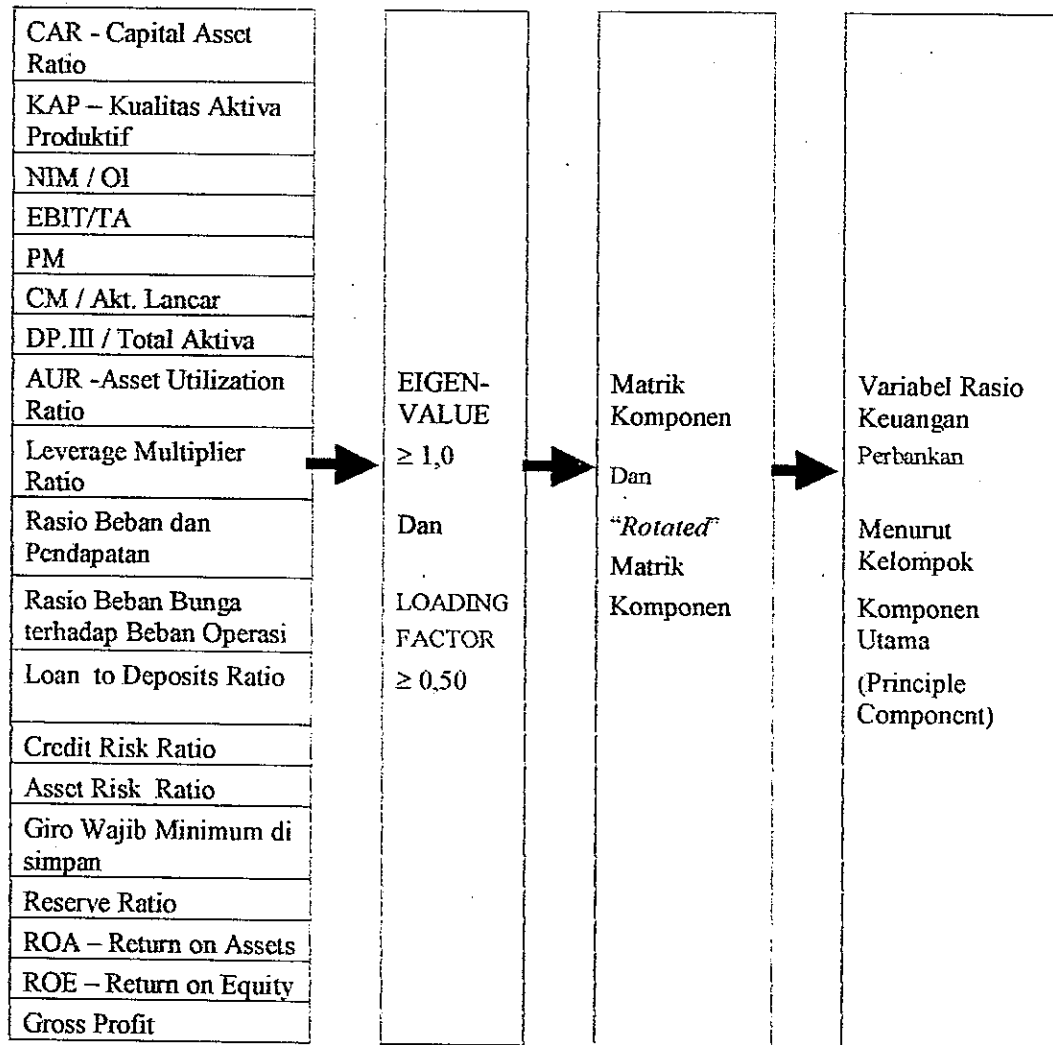 CAR - Capital Asset
Ratio
KAP – Kualitas Aktiva
Produktif
NIM / OI
EBIT/TA
PM
CM / Akt. Lancar
DP.III / Total Aktiva
AUR -Asset Utilization
Ratio
Leverage Multiplier
Ratio
Rasio Beban dan
Pendapatan
Rasio Beban Bunga
terhadap Beban Operasi
Loan to Deposits Ratio
Credit Risk Ratio
Asset Risk Ratio
Giro Wajib Minimum di
simpan
Reserve Ratio
ROA – Return on Assets
ROE – Return on Equity
Gross Profit
EIGEN-
VALUE
≥ 1,0
Dan
LOADING
FACTOR
≥ 0,50
Matrik
Komponen
Dan
“Rotated”
Matrik
Komponen
Variabel Rasio
Keuangan
Perbankan
Menurut
Kelompok
Komponen
Utama
(Principle
Component)